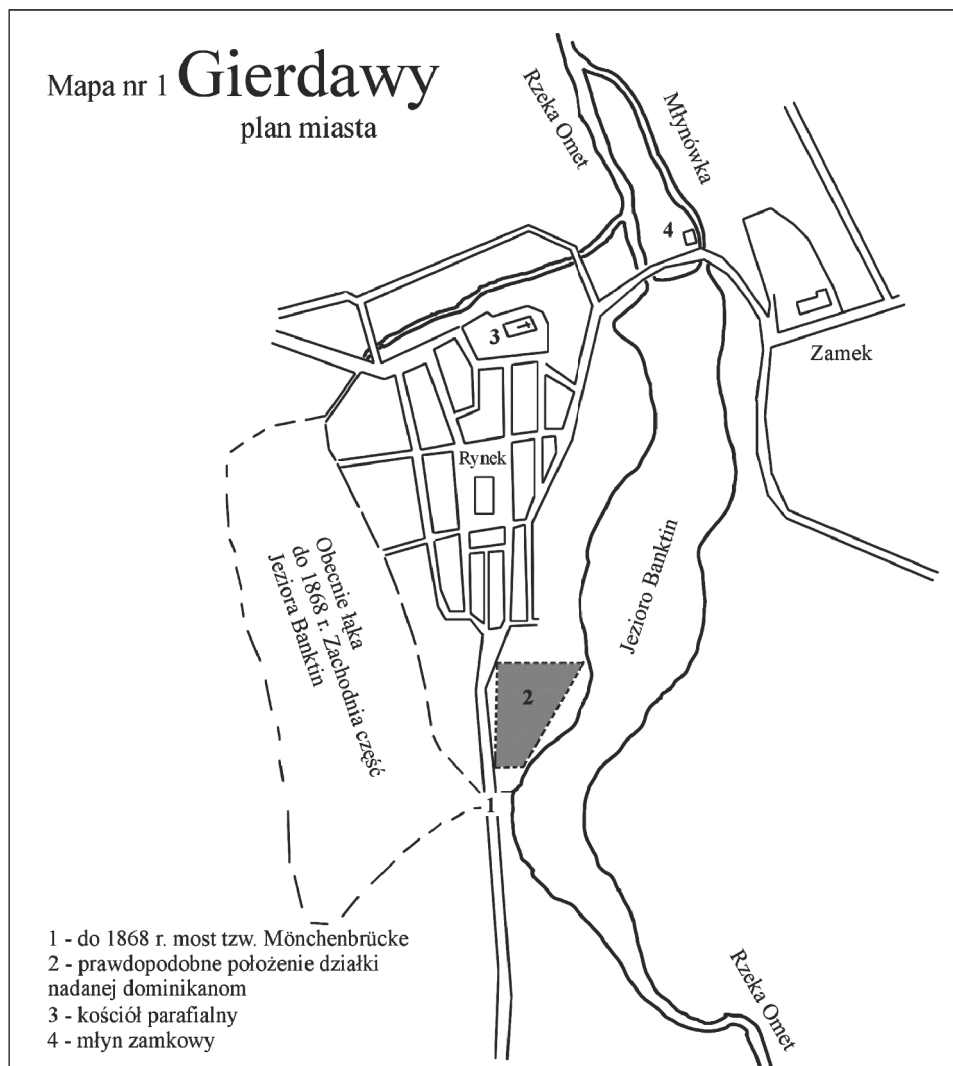 Mapa nr 1 Gierdawy
plan miasta
Rzeka Omet
Młynówka
4
3
Zamek
Rynek
Obecnie łąka
do 1868 r. Zachodnia część
Jeziora Banktin
Jezioro Banktin
2
1
1 - do 1868 r. most tzw. Mönchenbrücke
2 - prawdopodobne położenie działki
nadanej dominikanom
3 - kościół parafialny
4 - młyn zamkowy
Rzeka Omet